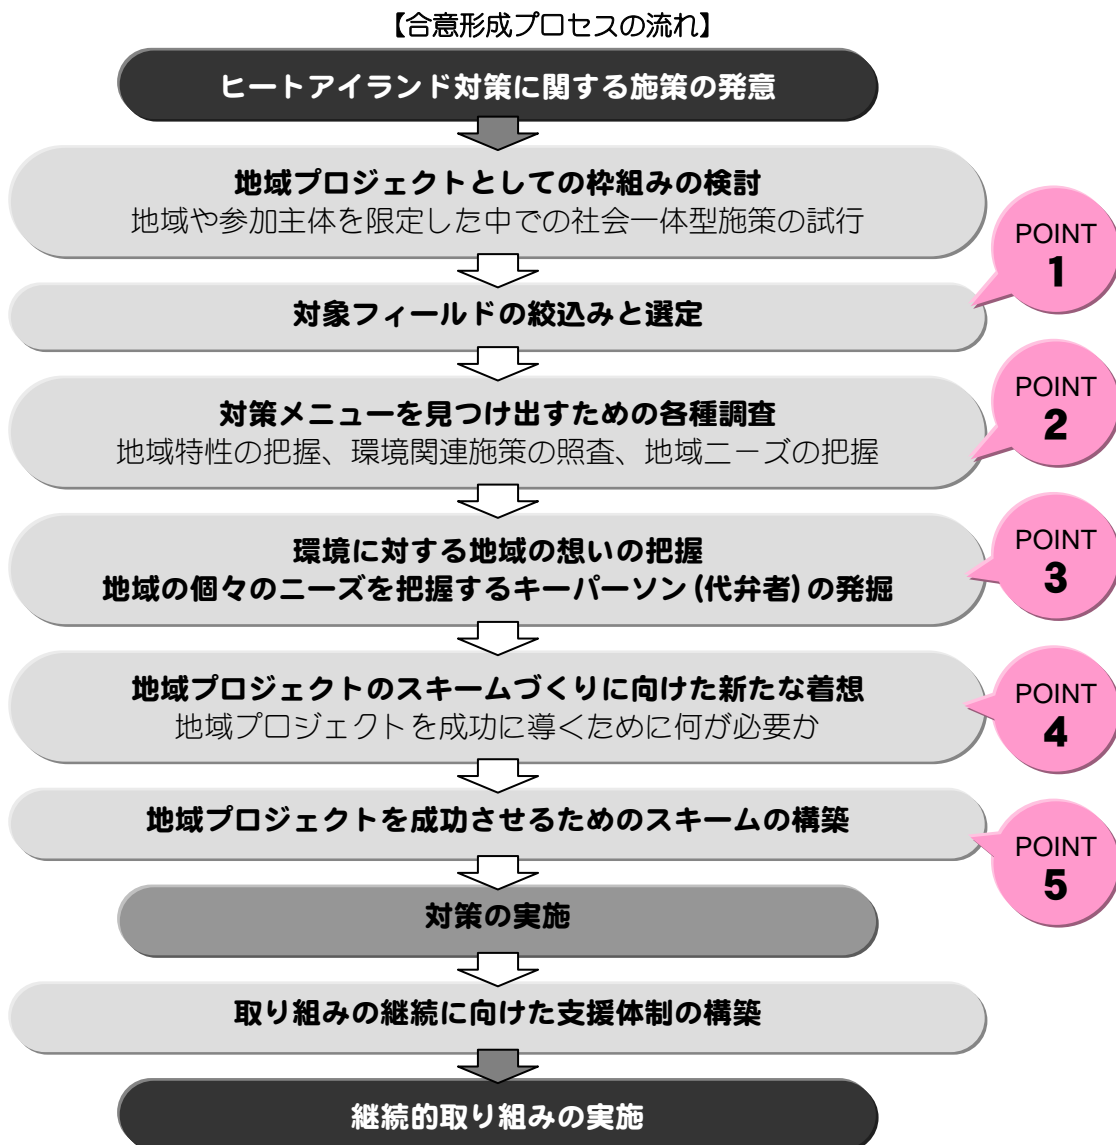 【合意形成プロセスの流れ】
ヒートアイランド対策に関する施策の発意
地域プロジェクトとしての枠組みの検討
地域や参加主体を限定した中での社会一体型施策の試行
POINT
1
対象フィールドの絞込みと選定
対策メニューを見つけ出すための各種調査
地域特性の把握、環境関連施策の照査、地域ニーズの把握
POINT
2
環境に対する地域の想いの把握
地域の個々のニーズを把握するキーパーソン(代弁者)の発掘
POINT
3
地域プロジェクトのスキームづくりに向けた新たな着想
地域プロジェクトを成功に導くために何が必要か
POINT
4
地域プロジェクトを成功させるためのスキームの構築
POINT
5
対策の実施
取り組みの継続に向けた支援体制の構築
継続的取り組みの実施